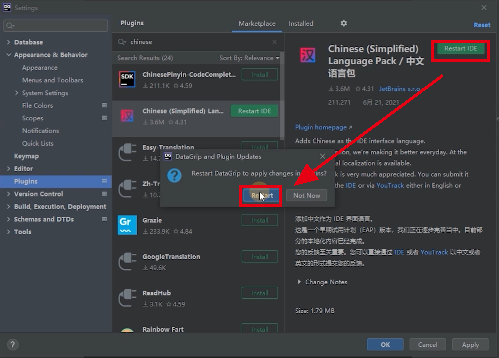 Settings
Plugins
Marketplace
Installed
Reset
Database
Appearance & Behavior
Appearance
Menus and Toolbars
System Settings
File Colors
Scopes
Notifications
Quick Lists
Keymap
Editor
Plugins
Version Control
Build, Execution, Deployment
Schemas and DTDs
Tools
chinese
Search Results (24)
Sort By: Relevance
ChinesePinyin-CodeComplet...
Install
211.1K 4.39
Chinese (Simplified) Lan...
Restart IDE
3.6M 4.31
Easy Translation
Install
Zh-Tr
Grazie
Install
233.9K 4.84
GoogleTranslation
Install
49.5K
ReadHub
Install
3.1K 4.59
Rainbow Fart
Install
DataGrip and Plugin Updates
Restart DataGrip to apply changes in
Restart
Not Now
Chinese (Simplified)
Language Pack / 中文
语言包
Restart IDE
3.6M 4.31 JetBrains s.r.o.
211.271 6月 21, 2021
Plugin homepage
Adds Chinese as the IDE interface language.
we're making it better everyday. At the
localization is available.
is very much appreciated. You can submit it
the IDE or via YouTrack either in English or
添加中文作为 IDE 界面语言。
这是一个早期试用计划 (EAP) 版本，我们正在逐步完善当中。目前部
分的本地化内容已经完成。
您的反馈至关重要。您可以直接通过 IDE 或者 YouTrack 以中文或者
英文的形式提交您的反馈。
Change Notes
Size: 1.79 MB
OK
Cancel
Apply